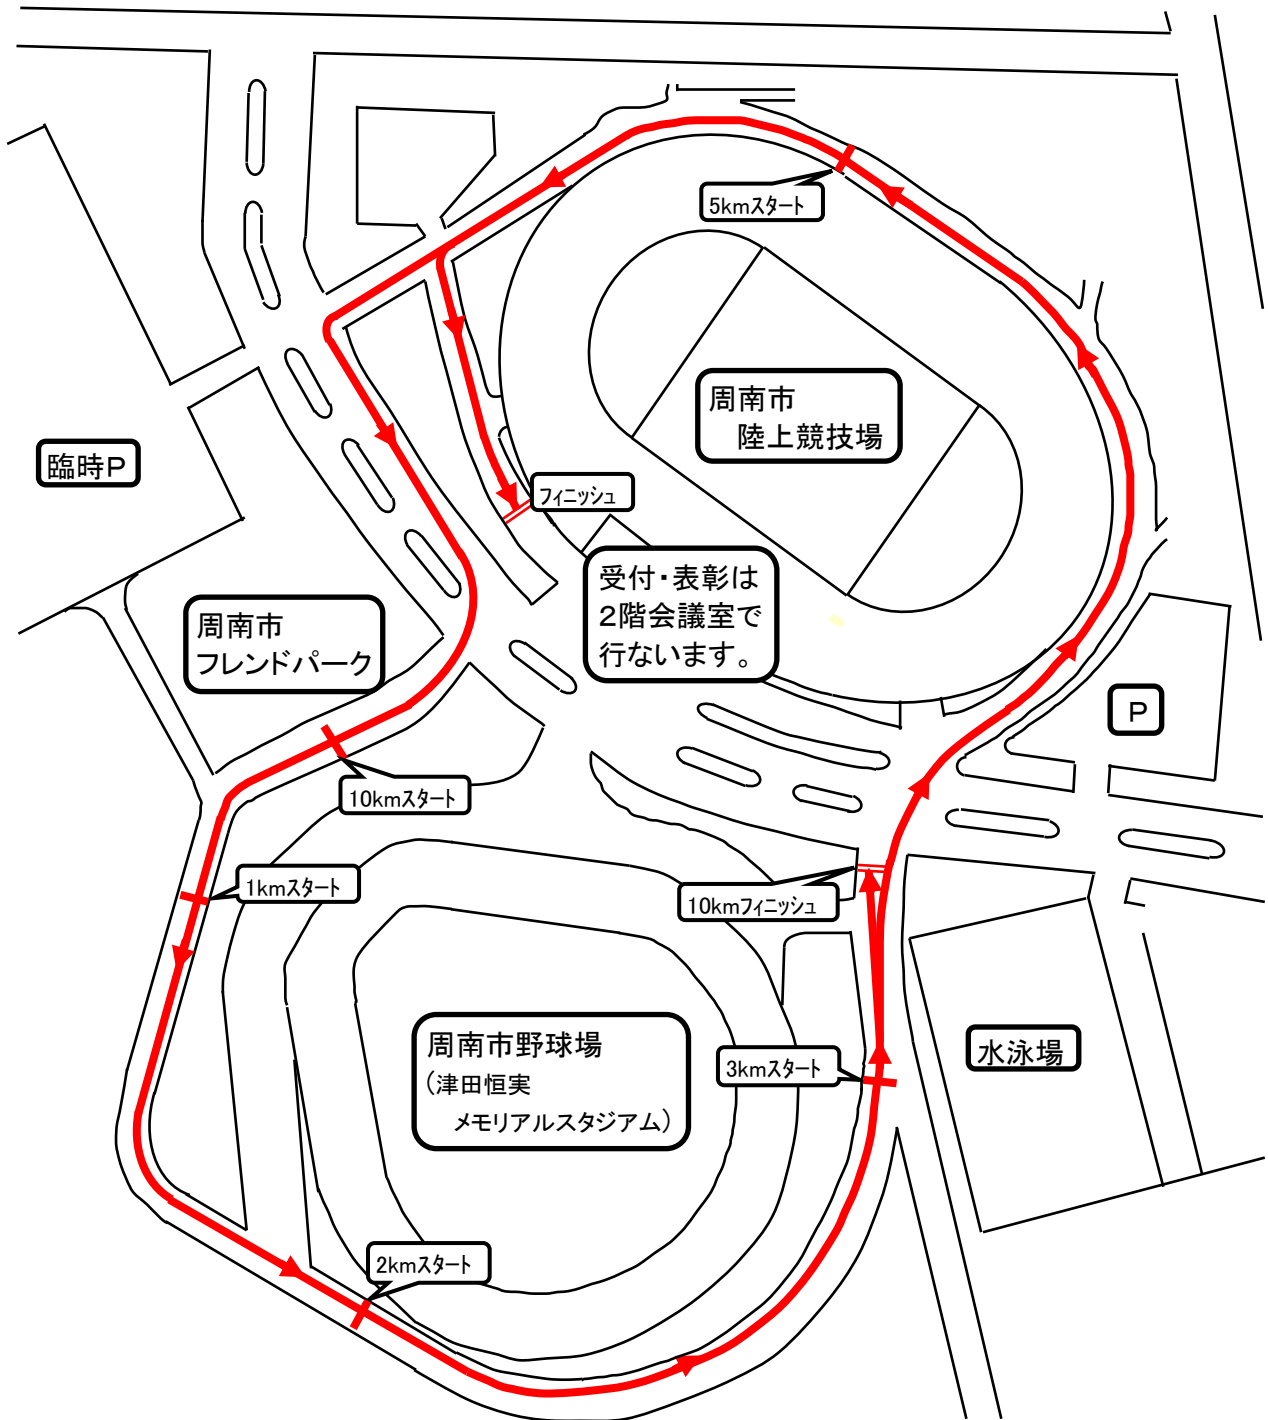 5kmスタート
周南市
陸上競技場
臨時P
フィニッシュ
受付・表彰は
2階会議室で
行ないます。
周南市
フレンドパーク
P
10kmスタート
1kmスタート
10kmフィニッシュ
周南市野球場
(津田恒実
メモリアルスタジアム)
3kmスタート
水泳場
2kmスタート